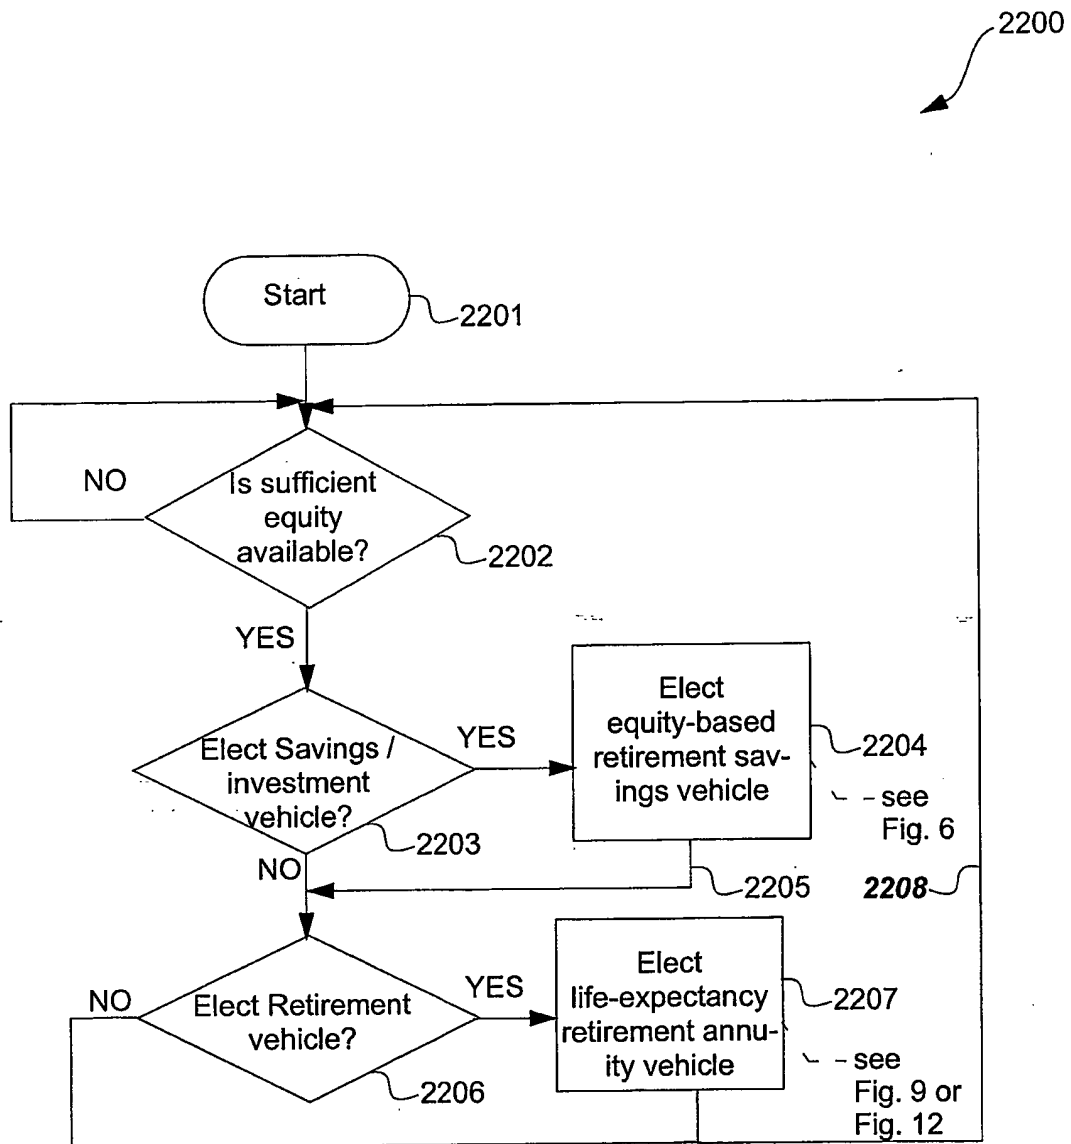 2200
Start
2201
NO
Is sufficient
equity
available?
2202
YES
Elect Savings /
investment
vehicle?
2203
YES
Elect
equity-based
retirement sav-
ings vehicle
2204
see
Fig. 6
NO
2205
2208
NO
Elect Retirement
vehicle?
2206
YES
Elect
life-expectancy
retirement annu-
ity vehicle
2207
see
Fig. 9 or
Fig. 12